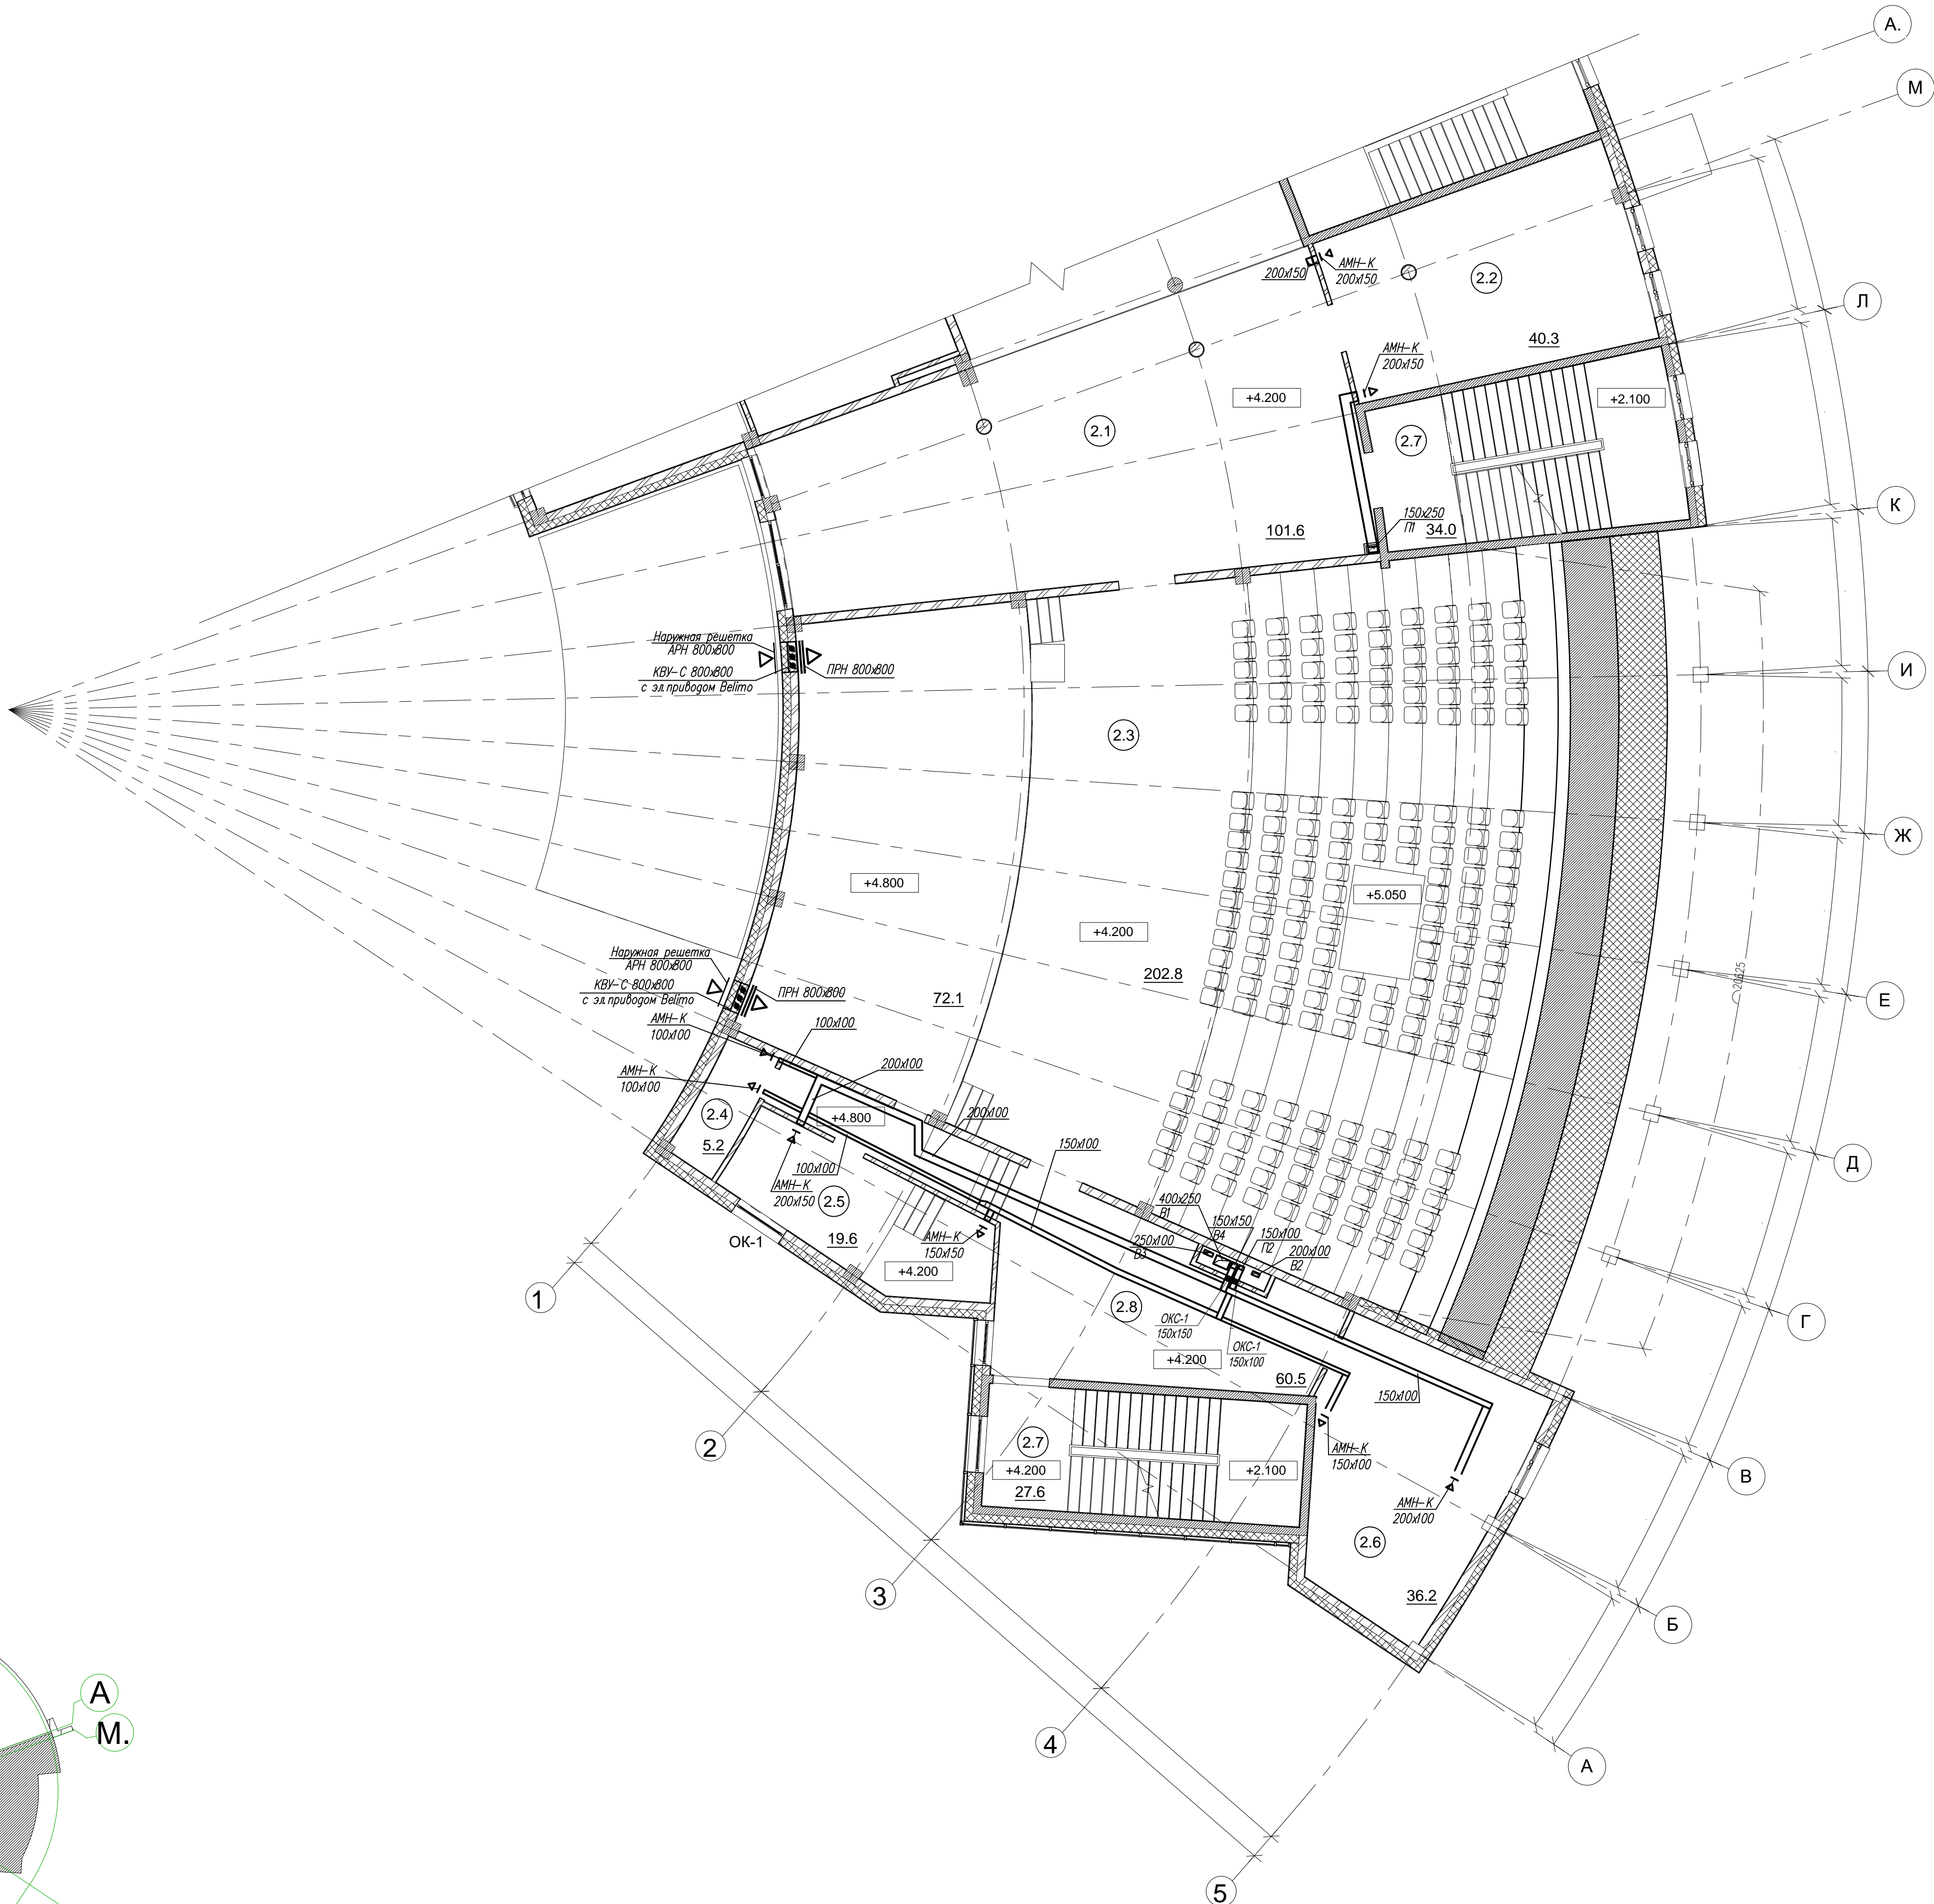 А.
М
200х150
АМН-К
200х150
2.2
Л
40.3
АМН-К
200х150
+4.200
+2.100
2.1
2.7
К
150х250
П1
34.0
101.6
Наружная решетка
АРН 800х800
КВУ-С 800х800
с эл.приводом Belimo
ПРН 800х800
И
2.3
Ж
+4.800
+5.050
+4.200
202.8
72.1
20625
Е
Наружная решетка
АРН 800х800
КВУ-С 800х800
с эл.приводом Belimo
ПРН 800х800
АМН-К
100х100
100х100
200х100
АМН-К
100х100
2.4
5.2
+4.800
200х100
150х100
Д
100х100
АМН-К
200х150
2.5
19.6
ОК-1
АМН-К
150х150
+4.200
400х250
В1
150х150
В4
250х100
В3
150х100
П2
200х100
В2
1
2.8
ОКС-1
150х150
ОКС-1
150х100
Г
+4.200
60.5
150х100
2
2.7
+4.200
27.6
+2.100
АМН-К
150х100
В
АМН-К
200х100
2.6
3
36.2
Б
А
М.
4
А
5